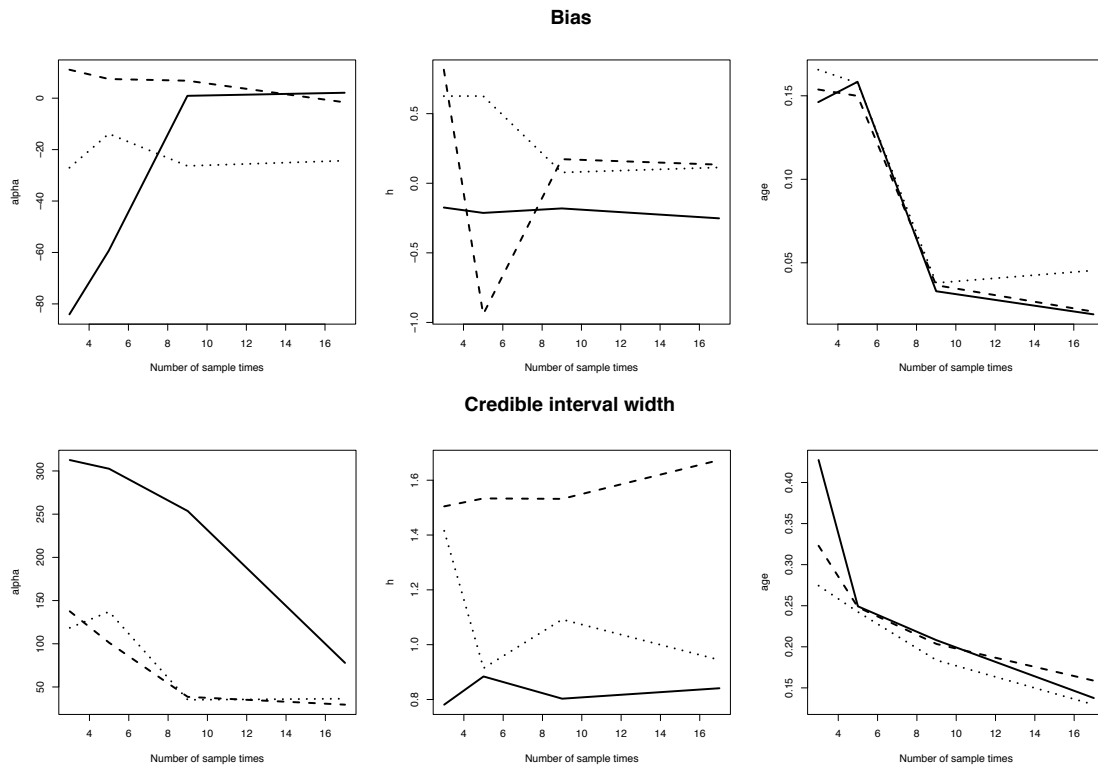 Bias
alpha
0
−20
−40
−60
−80
4 6 8 10 12 14 16
Number of sample times
h
0.5
0.0
−0.5
−1.0
4 6 8 10 12 14 16
Number of sample times
age
0.15
0.10
0.05
4 6 8 10 12 14 16
Number of sample times
Credible interval width
alpha
300
250
200
150
100
50
4 6 8 10 12 14 16
Number of sample times
h
1.6
1.4
1.2
1.0
0.8
4 6 8 10 12 14 16
Number of sample times
age
0.40
0.35
0.30
0.25
0.20
0.15
4 6 8 10 12 14 16
Number of sample times